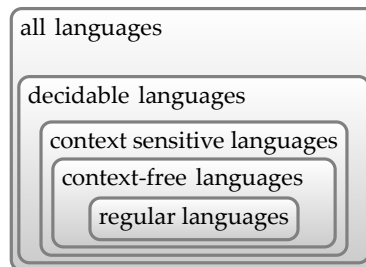 all languages
decidable languages
context sensitive languages
context-free languages
regular languages